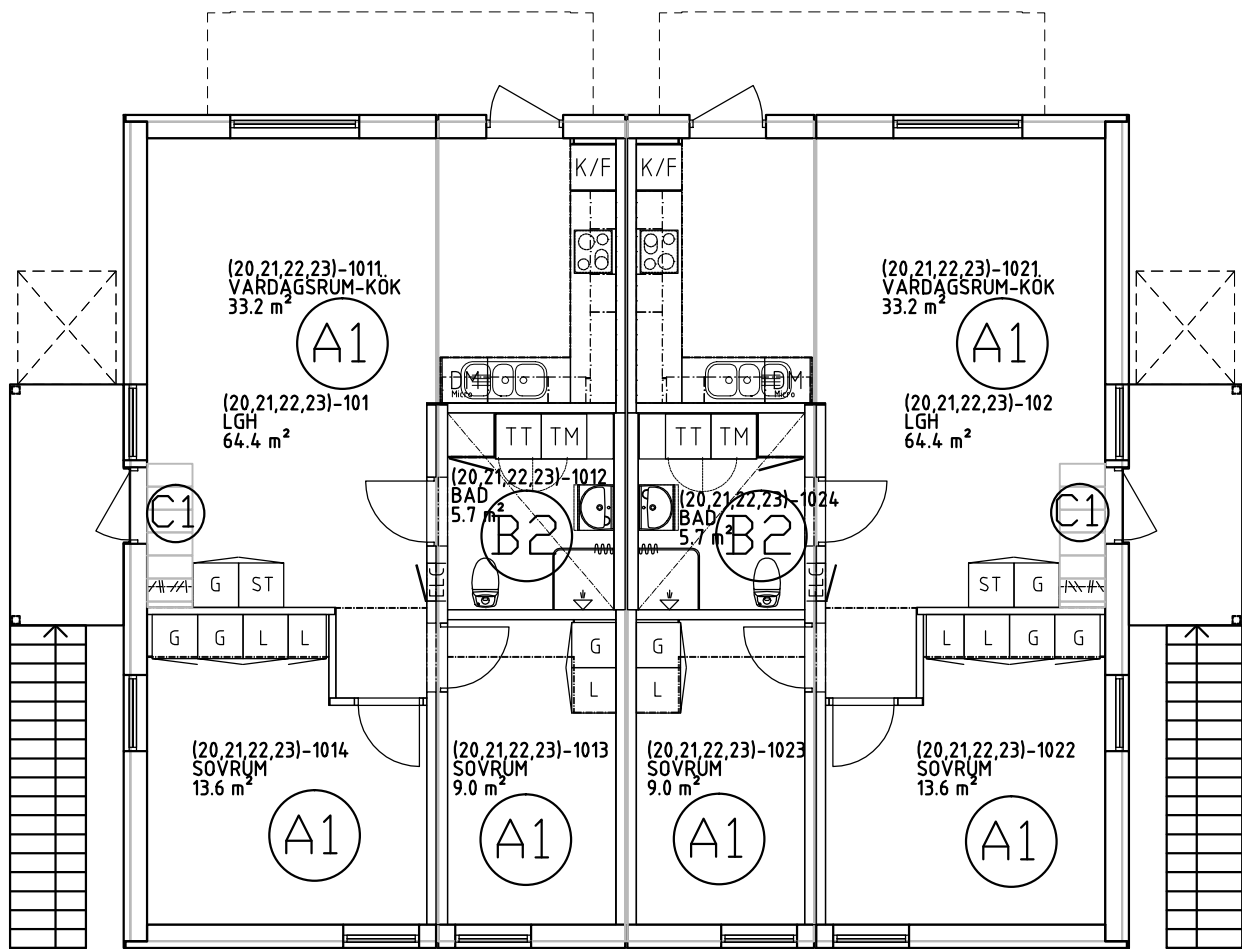 K/F
K/F
(20,21,22,23)-1011.
VARDAGSRUM-KÖK
33.2 m²
A1
(20,21,22,23)-1021.
VARDAGSRUM-KÖK
33.2 m²
A1
DM
Micro
DM
Micro
(20,21,22,23)-101
LGH
64.4 m²
(20,21,22,23)-102
LGH
64.4 m²
TT
TM
TT
TM
(20,21,22,23)-1012
BAD
5.7 m²
B2
(20,21,22,23)-1024
BAD
5.7 m²
B2
C1
C1
ELC
ELC
G
ST
ST
G
G
G
L
L
G
L
G
L
L
L
G
G
(20,21,22,23)-1014
SOVRUM
13.6 m²
A1
(20,21,22,23)-1013
SOVRUM
9.0 m²
A1
(20,21,22,23)-1023
SOVRUM
9.0 m²
A1
(20,21,22,23)-1022
SOVRUM
13.6 m²
A1